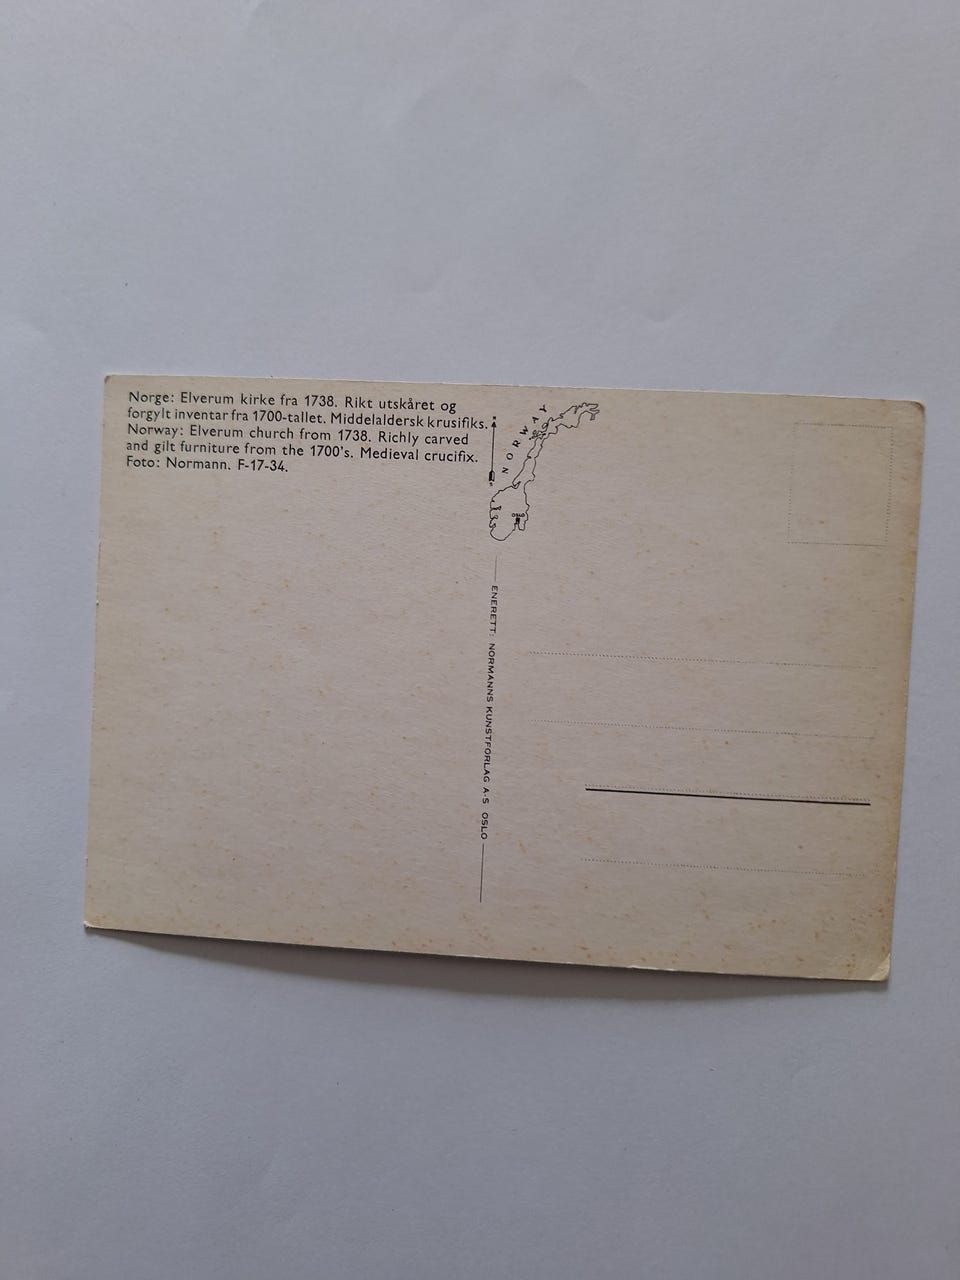 Norge: Elverum kirke fra 1738. Rikt utskåret og
forgylt inventar fra 1700-tallet. Middelaldersk krusifiks.
Norway: Elverum church from 1738. Richly carved
and gilt furniture from the 1700's. Medieval crucifix.
Foto: Normann. F-17-34.
NORWAY
OSLO
ENERETT: NORMANNS KUNSTFORLAG A-S OSLO